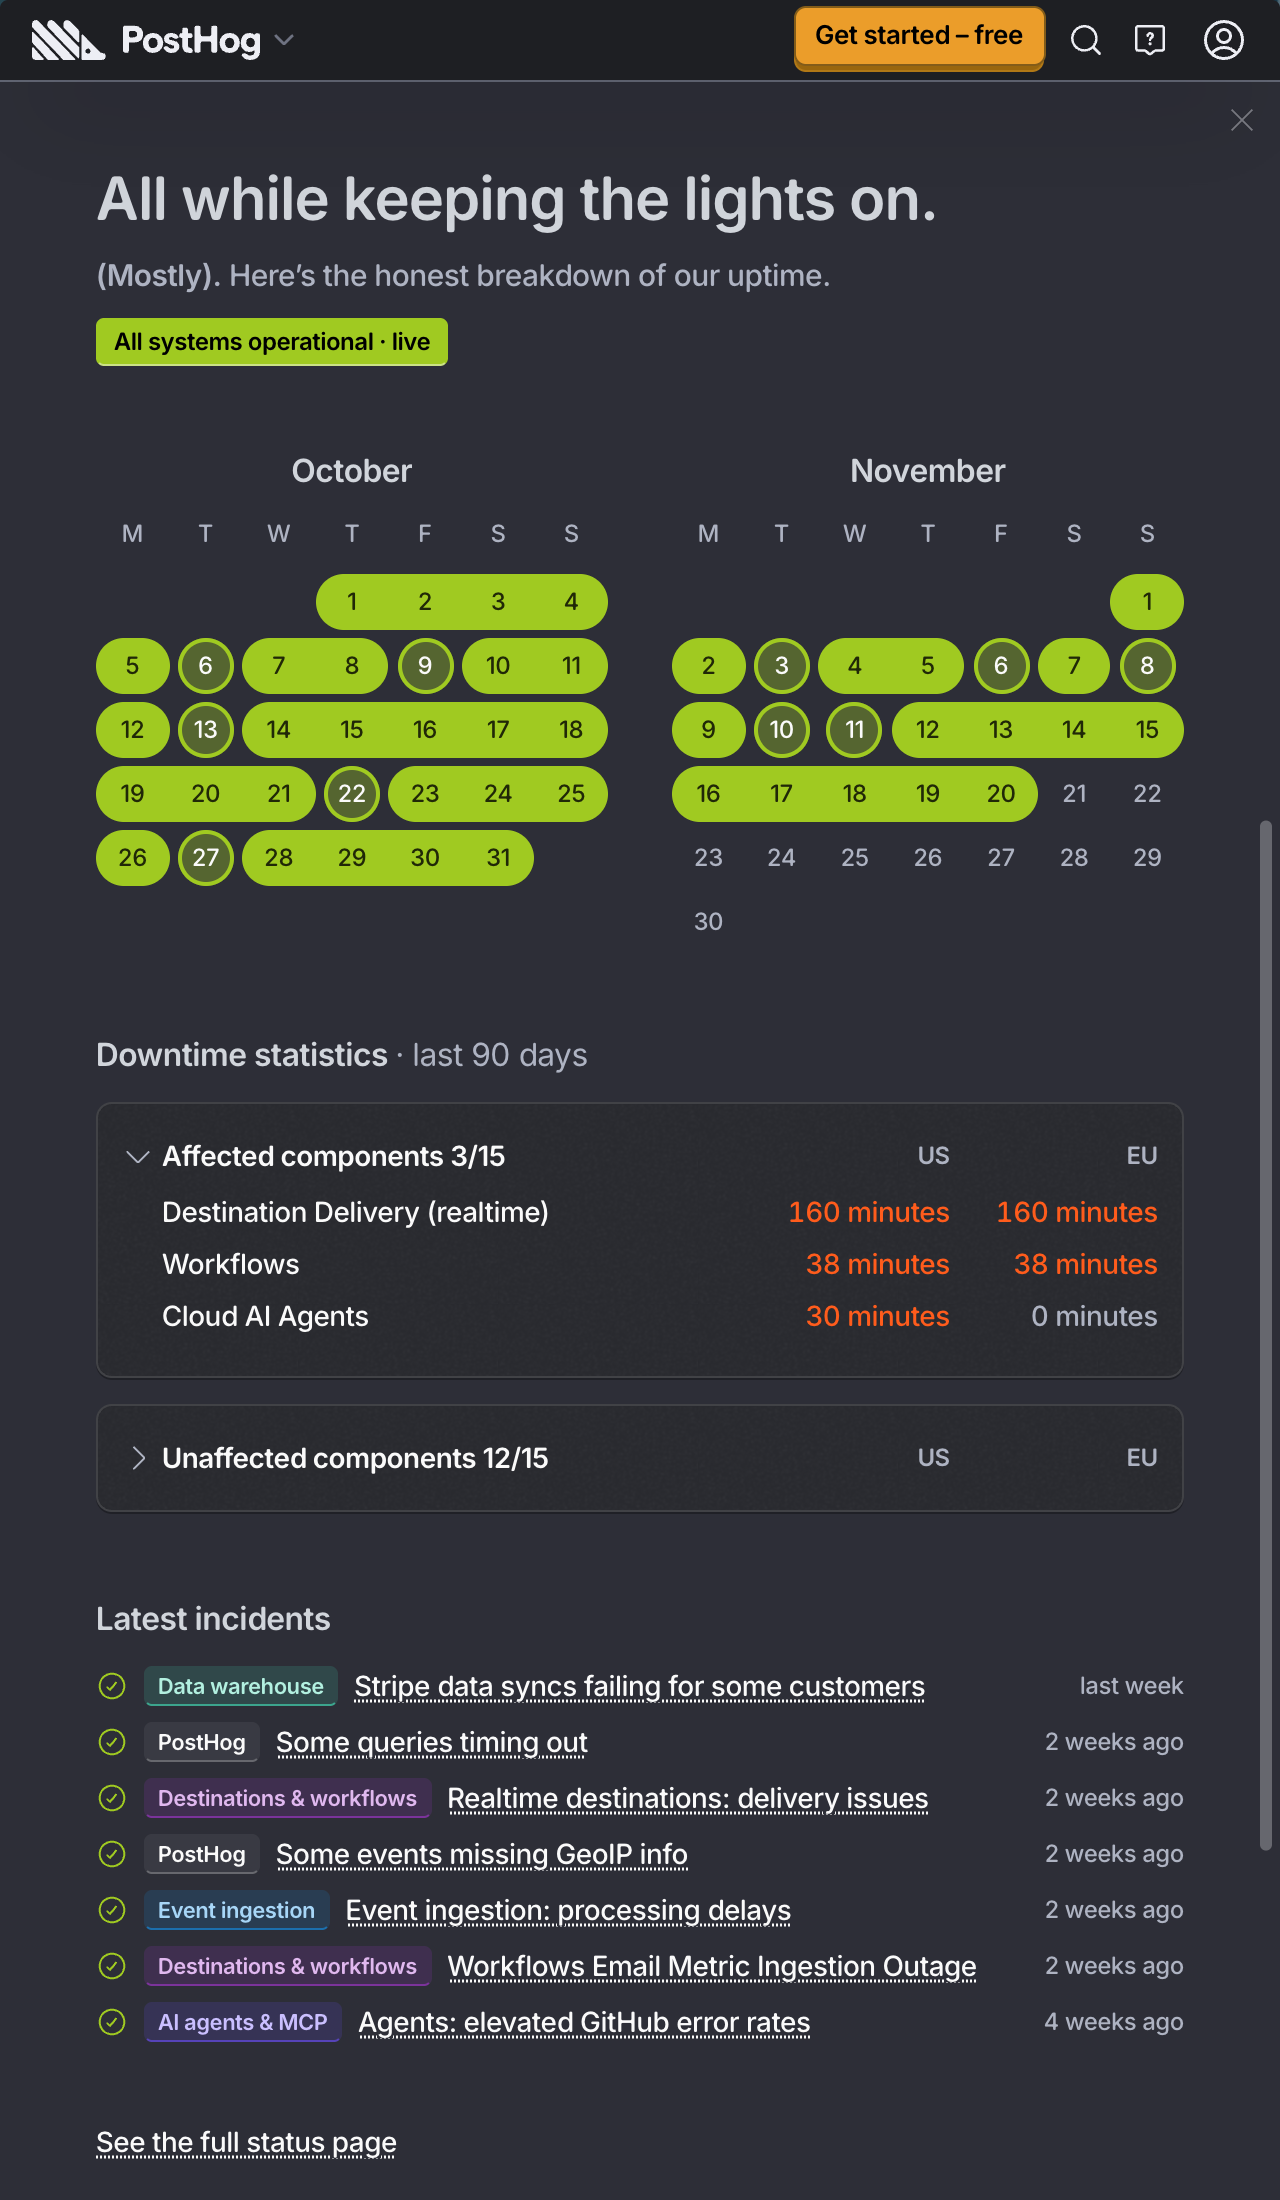 PostHog
Get started – free
All while keeping the lights on.
(Mostly). Here’s the honest breakdown of our uptime.
All systems operational · live
October
M T W T F S S
1 2 3 4
5 6 7 8 9 10 11
12 13 14 15 16 17 18
19 20 21 22 23 24 25
26 27 28 29 30 31
November
M T W T F S S
1
2 3 4 5 6 7 8
9 10 11 12 13 14 15
16 17 18 19 20 21 22
23 24 25 26 27 28 29
30
Downtime statistics · last 90 days
Affected components 3/15 US EU
Destination Delivery (realtime) 160 minutes 160 minutes
Workflows 38 minutes 38 minutes
Cloud AI Agents 30 minutes 0 minutes
Unaffected components 12/15 US EU
Latest incidents
Data warehouse Stripe data syncs failing for some customers last week
PostHog Some queries timing out 2 weeks ago
Destinations & workflows Realtime destinations: delivery issues 2 weeks ago
PostHog Some events missing GeoIP info 2 weeks ago
Event ingestion Event ingestion: processing delays 2 weeks ago
Destinations & workflows Workflows Email Metric Ingestion Outage 2 weeks ago
AI agents & MCP Agents: elevated GitHub error rates 4 weeks ago
See the full status page